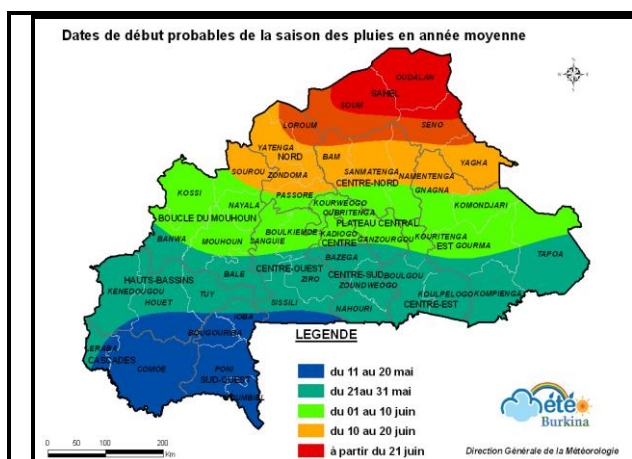 Dates de début probables de la saison des pluies en année moyenne
OUDALAN
SAHEL
SOUM
LOROUM
SENO
YATENGA
NORD
BAM
SANMATENGA
YAGHA
SOUROU
ZONDOMA
CENTRE-NORD
NAMENTENGA
KOSSI
PASSORE
GNAGNA
NAYALA
KOURWEOGO
KOMONDJARI
OUBRITENGA
BOUCLE DU MOUHOUN
PLATEAU CENTRAL
BOULKIEMDE
KADIOGO
KOURITENGA
BANWA
MOUHOUN
SANGUIE
CENTRE
GANZOURGOU
EST
GOURMA
TAPOA
BAZEGA
BALE
CENTRE-OUEST
CENTRE-SUD
BOULGOU
HAUTS-BASSINS
ZIRO
ZOUNDWEOGO
KENEDOUGOU
HOUET
TUY
SISSILI
KOULPELOGO
KOMPIENGA
NAHOURI
CENTRE-EST
IOBA
BOUGOURIBA
LERABA
CASCADES
COMOE
PONI
SUD-OUEST
NOUMBIEL
LEGENDE
du 11 au 20 mai
du 21au 31 mai
du 01 au 10 juin
du 10 au 20 juin
à partir du 21 juin
été
Burkina
100 50 0 100 200
Km
Direction Générale de la Météorologie